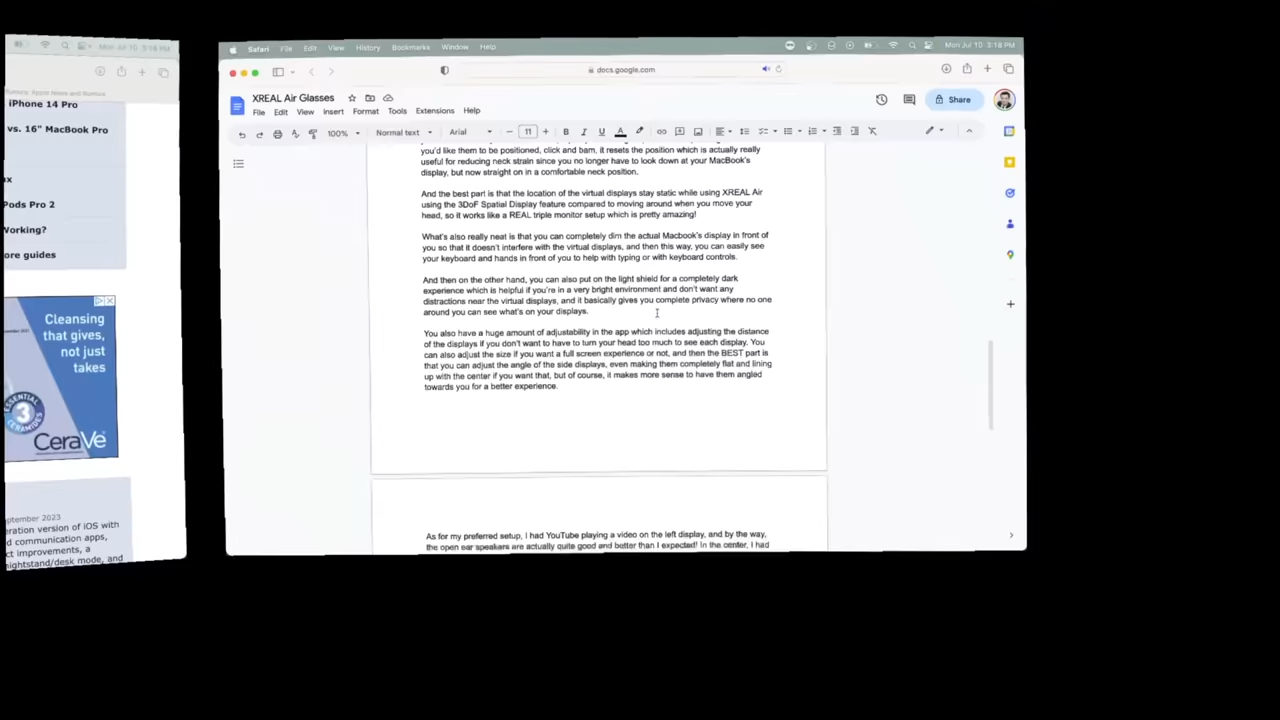 Mon Jul 10 3:18 PM
Rumors: Apple News and Rumors
iPhone 14 Pro
vs. 16" MacBook Pro
ax
Pods Pro 2
Working?
ore guides
Cleansing
that gives,
not just
takes
ESSENTIAL
3
CERAMIDES
CeraVe
eptember 2023
eration version of iOS with
d communication apps,
ct improvements, a
nightstand/desk mode, and
Safari File Edit View History Bookmarks Window Help
Mon Jul 10 3:18 PM
docs.google.com
XREAL Air Glasses
File Edit View Insert Format Tools Extensions Help
Share
100% Normal text Arial 11
you'd like them to be positioned, click and bam, it resets the position which is actually really
useful for reducing neck strain since you no longer have to look down at your MacBook's
display, but now straight on in a comfortable neck position.
And the best part is that the location of the virtual displays stay static while using XREAL Air
using the 3DoF Spatial Display feature compared to moving around when you move your
head, so it works like a REAL triple monitor setup which is pretty amazing!
What's also really neat is that you can completely dim the actual Macbook's display in front of
you so that it doesn't interfere with the virtual displays, and then this way, you can easily see
your keyboard and hands in front of you to help with typing or with keyboard controls.
And then on the other hand, you can also put on the light shield for a completely dark
experience which is helpful if you're in a very bright environment and don't want any
distractions near the virtual displays, and it basically gives you complete privacy where no one
around you can see what's on your displays.
You also have a huge amount of adjustability in the app which includes adjusting the distance
of the displays if you don't want to have to turn your head too much to see each display. You
can also adjust the size if you want a full screen experience or not, and then the BEST part is
that you can adjust the angle of the side displays, even making them completely flat and lining
up with the center if you want that, but of course, it makes more sense to have them angled
towards you for a better experience.
As for my preferred setup, I had YouTube playing a video on the left display, and by the way,
the open ear speakers are actually quite good and better than I expected! In the center, I had